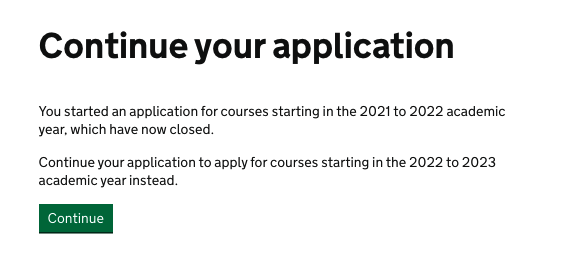 Continue your application
You started an application for courses starting in the 2021 to 2022 academic
year, which have now closed.
Continue your application to apply for courses starting in the 2022 to 2023
academic year instead.
Continue